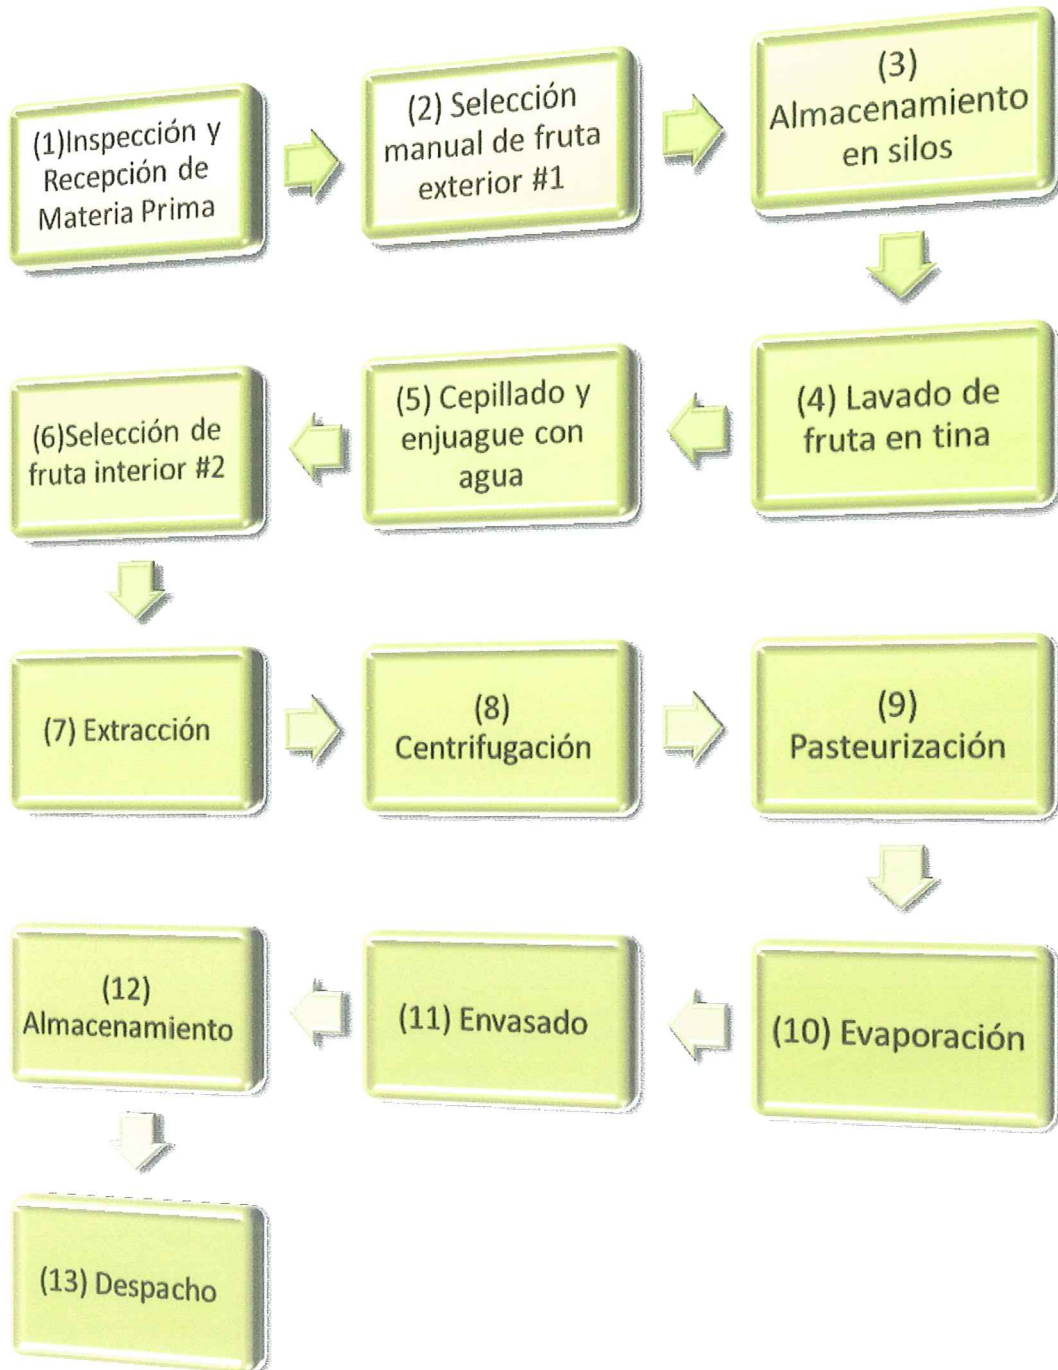 (1)Inspección y
Recepción de
Materia Prima
(2) Selección
manual de fruta
exterior #1
(3)
Almacenamiento
en silos
(4) Lavado de
fruta en tina
(5) Cepillado y
enjuague con
agua
(6)Selección de
fruta interior #2
(7) Extracción
(8)
Centrifugación
(9)
Pasteurización
(10) Evaporación
(11) Envasado
(12)
Almacenamiento
(13) Despacho